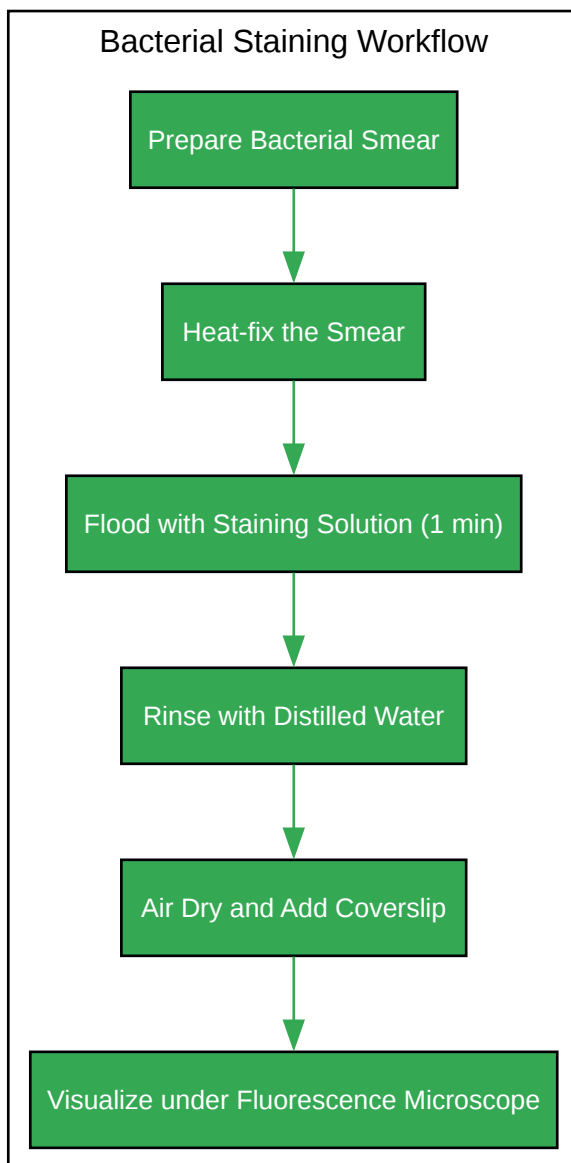 Bacterial Staining Workflow
Prepare Bacterial Smear
Heat-fix the Smear
Flood with Staining Solution (1 min)
Rinse with Distilled Water
Air Dry and Add Coverslip
Visualize under Fluorescence Microscope